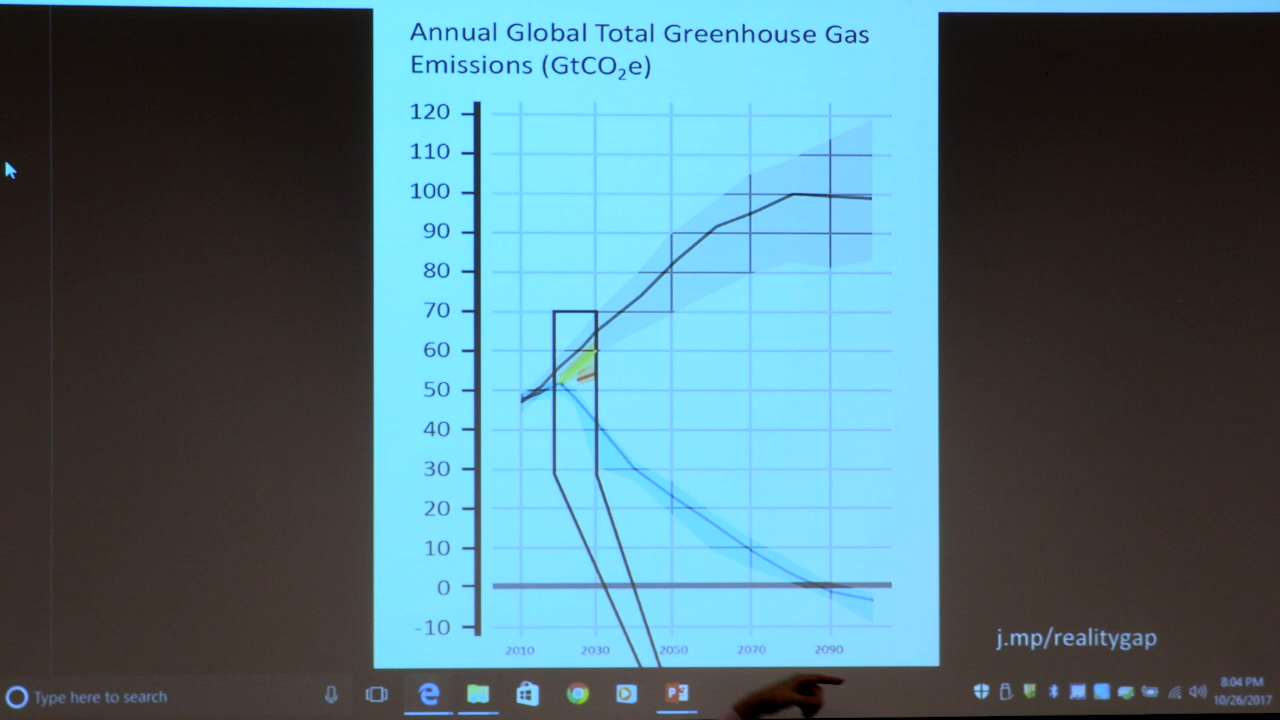 Annual Global Total Greenhouse Gas
Emissions (GtCO₂e)
120
110
100
90
80
70
60
50
40
30
20
10
0
-10
2010 2030 2050 2070 2090
j.mp/realitygap
Type here to search
8:04 PM
10/26/2017